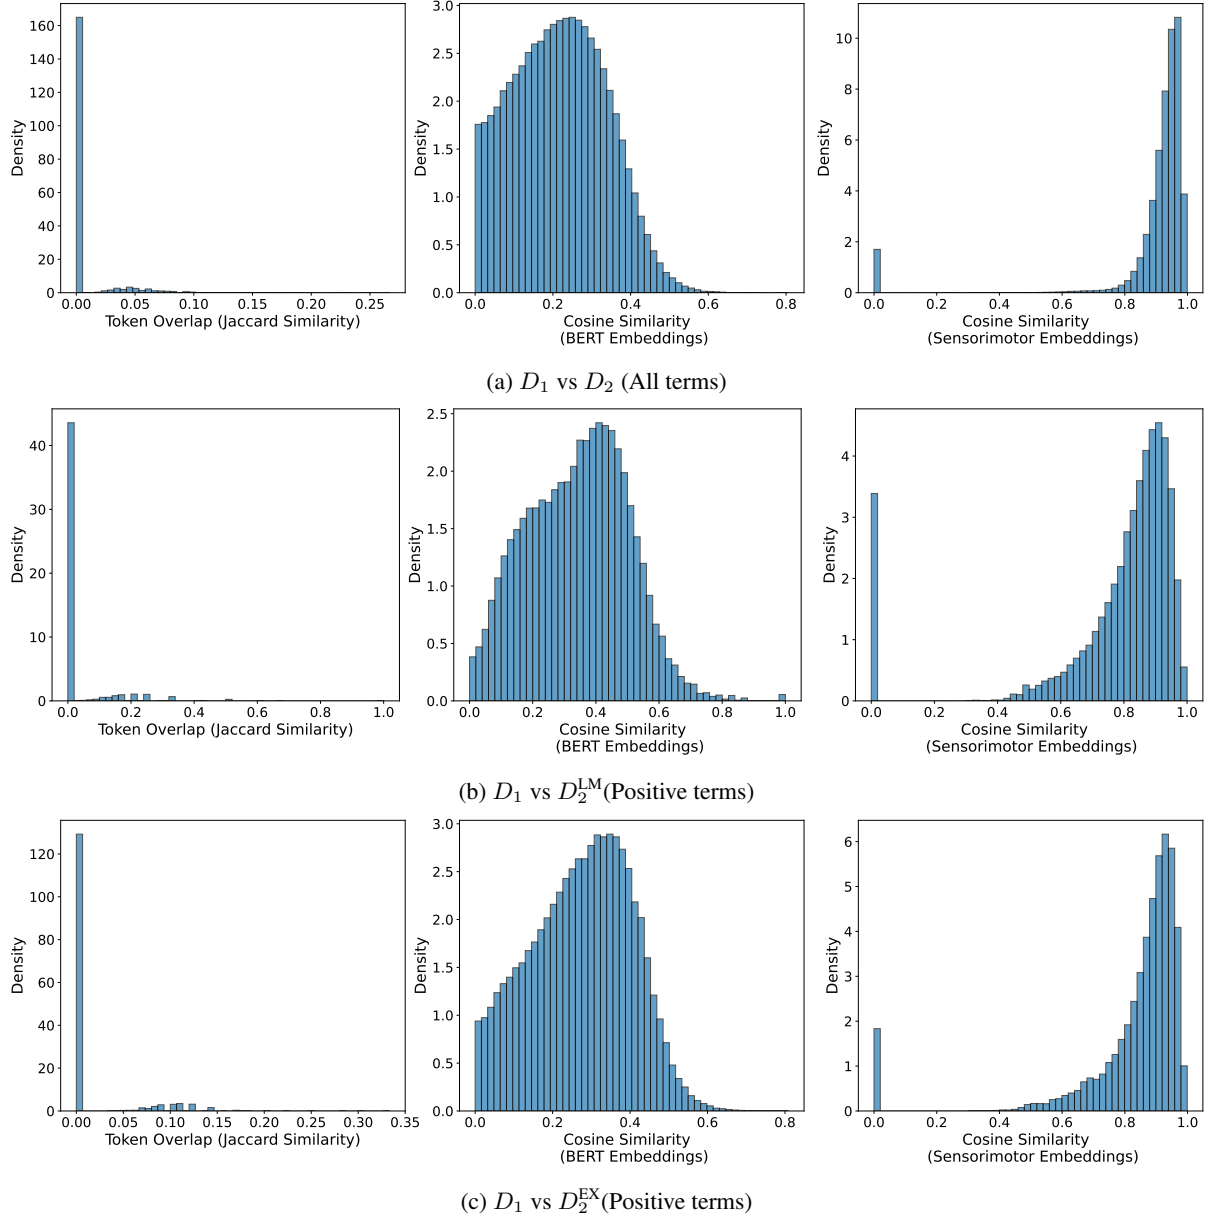 160
140
120
100
80
60
40
20
0
Density
0.00 0.05 0.10 0.15 0.20 0.25
Token Overlap (Jaccard Similarity)
3.0
2.5
2.0
1.5
1.0
0.5
0.0
Density
0.0 0.2 0.4 0.6 0.8
Cosine Similarity
(BERT Embeddings)
10
8
6
4
2
0
Density
0.2 0.4 0.6 0.8 1.0
0.0
Cosine Similarity
(Sensorimotor Embeddings)
(a) D₁ vs D₂ (All terms)
40
30
20
10
0
Density
0.0 0.2 0.4 0.6 0.8 1.0
Token Overlap (Jaccard Similarity)
2.5
2.0
1.5
1.0
0.5
0.0
Density
0.0 0.2 0.4 0.6 0.8 1.0
Cosine Similarity
(BERT Embeddings)
4
3
2
1
0
Density
0.0 0.2 0.4 0.6 0.8 1.0
Cosine Similarity
(Sensorimotor Embeddings)
(b) D₁ vs D₂ᴸᴹ(Positive terms)
120
100
80
60
40
20
0
Density
0.00 0.05 0.10 0.15 0.20 0.25 0.30 0.35
Token Overlap (Jaccard Similarity)
3.0
2.5
2.0
1.5
1.0
0.5
0.0
Density
0.0 0.2 0.4 0.6 0.8
Cosine Similarity
(BERT Embeddings)
6
5
4
3
2
1
0
Density
0.0 0.2 0.4 0.6 0.8 1.0
Cosine Similarity
(Sensorimotor Embeddings)
(c) D₁ vs D₂ᴱˣ(Positive terms)